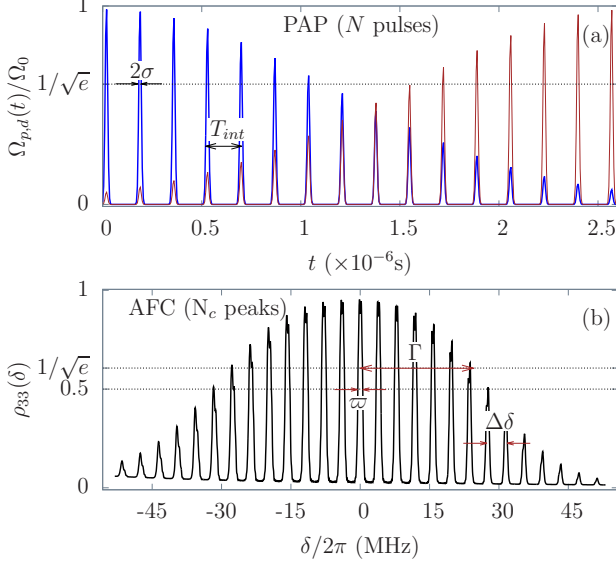 PAP (N pulses)
(a)
1
1/√e
0
2σ
T_int
Ω_{p,d}(t)/Ω_0
0 0.5 1 1.5 2 2.5
t (×10^{-6}s)
AFC (N_c peaks)
(b)
1
1/√e
0.5
0
Γ
ϖ
Δδ
ρ_{33}(δ)
-45 -30 -15 0 15 30 45
δ/2π (MHz)